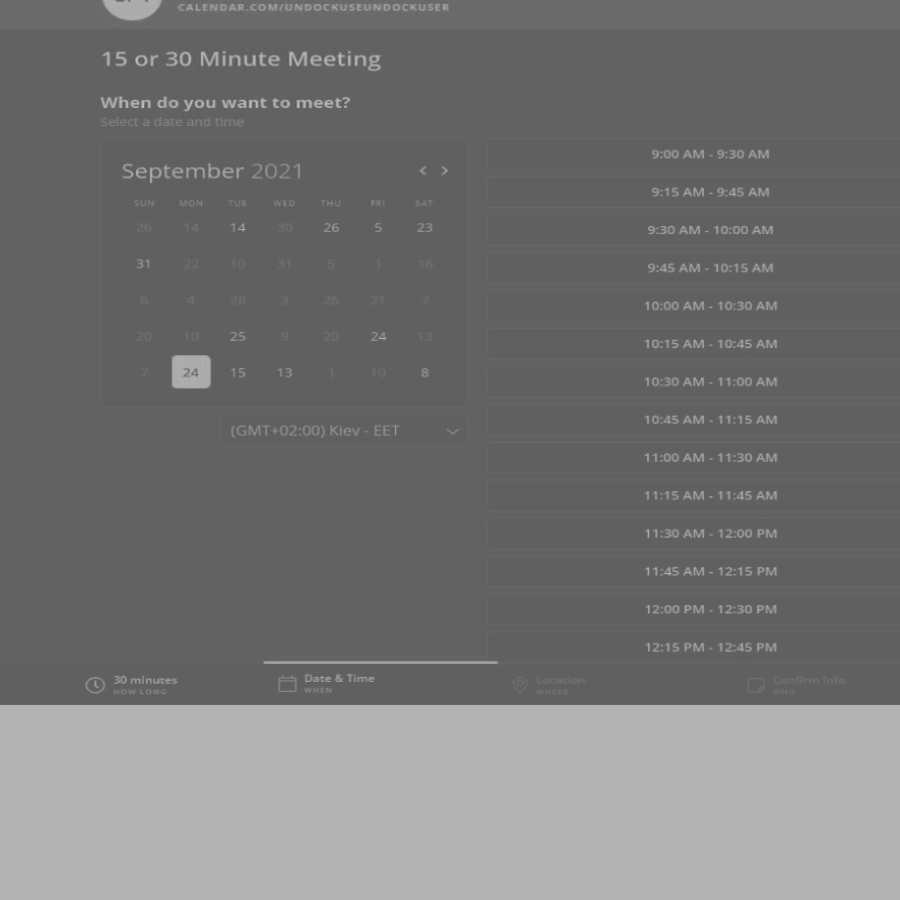 CALENDAR.COM/UNDOCKUSEUNDOCKUSER
15 or 30 Minute Meeting
When do you want to meet?
Select a date and time
September 2021 < >
SUN MON TUE WED THU FRI SAT
26 14 14 30 26 5 23
31 22 10 31 5 1 16
6 4 28 3 26 21 7
20 10 25 9 20 24 13
7 24 15 13 1 10 8
(GMT+02:00) Kiev - EET
9:00 AM - 9:30 AM
9:15 AM - 9:45 AM
9:30 AM - 10:00 AM
9:45 AM - 10:15 AM
10:00 AM - 10:30 AM
10:15 AM - 10:45 AM
10:30 AM - 11:00 AM
10:45 AM - 11:15 AM
11:00 AM - 11:30 AM
11:15 AM - 11:45 AM
11:30 AM - 12:00 PM
11:45 AM - 12:15 PM
12:00 PM - 12:30 PM
12:15 PM - 12:45 PM
30 minutes
HOW LONG
Date & Time
WHEN
Location
WHERE
Confirm Info
WHO